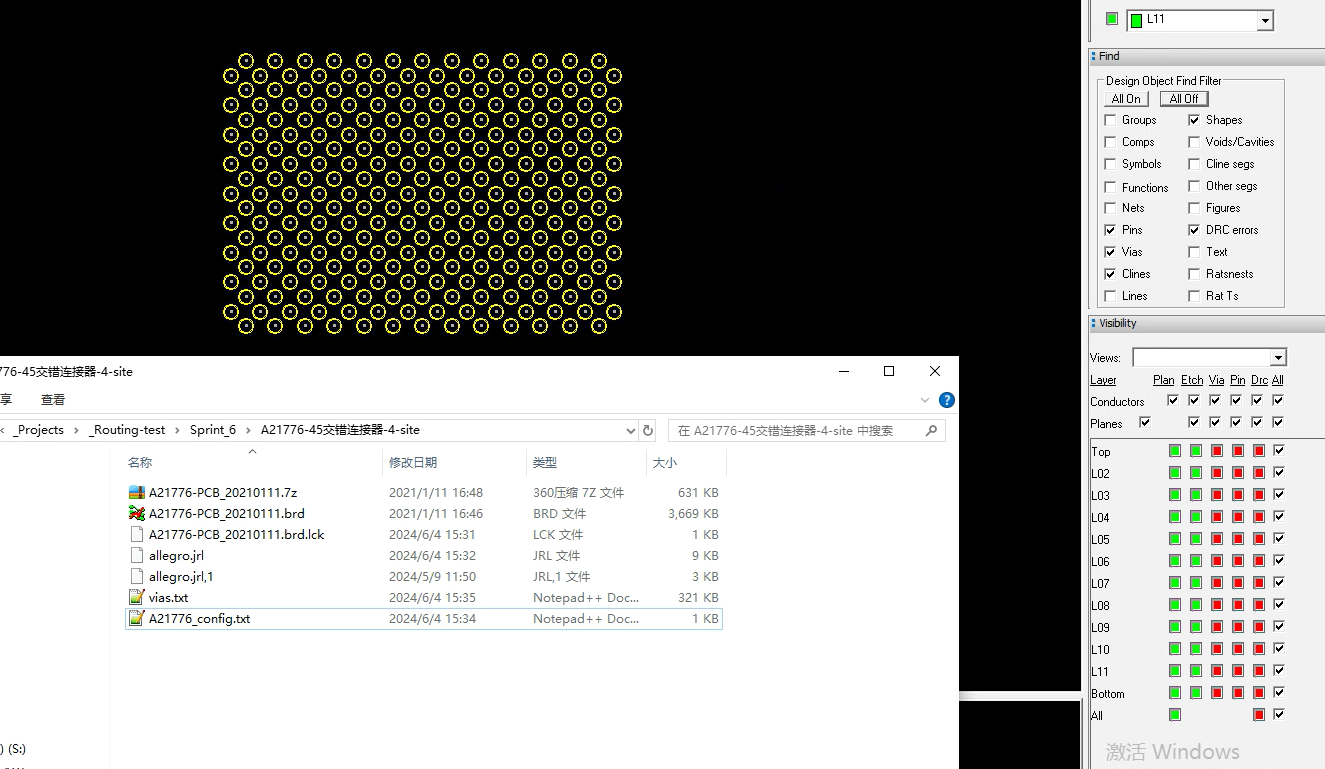 L11
Find
Design Object Find Filter
All On All Off
Groups Shapes
Comps Voids/Cavities
Symbols Cline segs
Functions Other segs
Nets Figures
Pins DRC errors
Vias Text
Clines Ratsnests
Lines Rat Ts
Visibility
Views:
Layer Plan Etch Via Pin Drc All
Conductors
Planes
Top
L02
L03
L04
L05
L06
L07
L08
L09
L10
L11
Bottom
All
激活 Windows
776-45交错连接器-4-site
享 查看
_Projects › _Routing-test › Sprint_6 › A21776-45交错连接器-4-site
在 A21776-45交错连接器-4-site 中搜索
名称 修改日期 类型 大小
A21776-PCB_20210111.7z 2021/1/11 16:48 360压缩 7Z 文件 631 KB
A21776-PCB_20210111.brd 2021/1/11 16:46 BRD 文件 3,669 KB
A21776-PCB_20210111.brd.lck 2024/6/4 15:31 LCK 文件 1 KB
allegro.jrl 2024/6/4 15:32 JRL 文件 9 KB
allegro.jrl,1 2024/5/9 11:50 JRL,1 文件 3 KB
vias.txt 2024/6/4 15:35 Notepad++ Doc... 321 KB
A21776_config.txt 2024/6/4 15:34 Notepad++ Doc... 1 KB
) (S:)